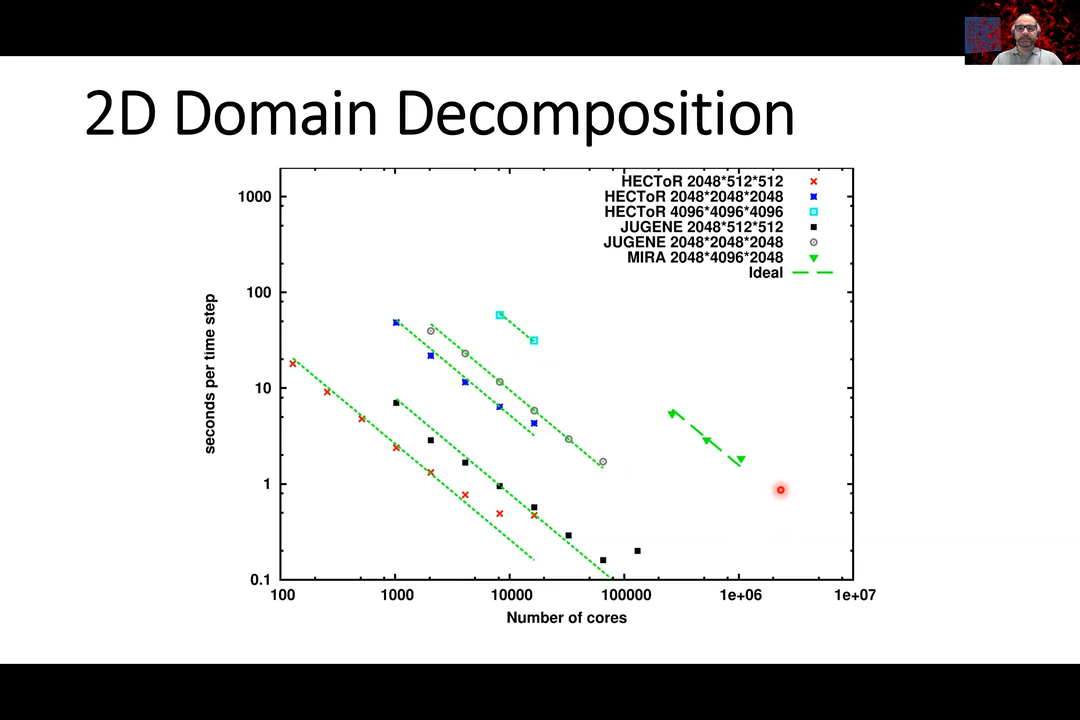 2D Domain Decomposition
HECToR 2048*512*512
HECToR 2048*2048*2048
HECToR 4096*4096*4096
JUGENE 2048*512*512
JUGENE 2048*2048*2048
MIRA 2048*4096*2048
Ideal
seconds per time step
1000
100
10
1
0.1
100 1000 10000 100000 1e+06 1e+07
Number of cores